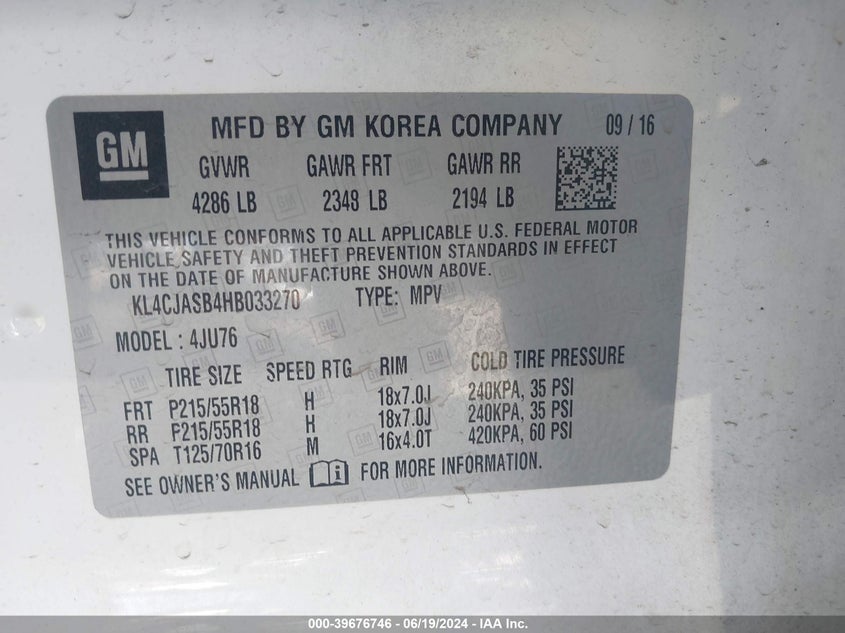 GM MFD BY GM KOREA COMPANY 09 / 16
GVWR GAWR FRT GAWR RR
4286 LB 2348 LB 2194 LB
THIS VEHICLE CONFORMS TO ALL APPLICABLE U.S. FEDERAL MOTOR
VEHICLE SAFETY AND THEFT PREVENTION STANDARDS IN EFFECT
ON THE DATE OF MANUFACTURE SHOWN ABOVE.
KL4CJASB4HB033270 TYPE: MPV
MODEL : 4JU76
TIRE SIZE SPEED RTG RIM COLD TIRE PRESSURE
FRT P215/55R18 H 18x7.0J 240KPA, 35 PSI
RR P215/55R18 H 18x7.0J 240KPA, 35 PSI
SPA T125/70R16 M 16x4.0T 420KPA, 60 PSI
SEE OWNER'S MANUAL FOR MORE INFORMATION.
000-39676746 - 06/19/2024 - IAA Inc.